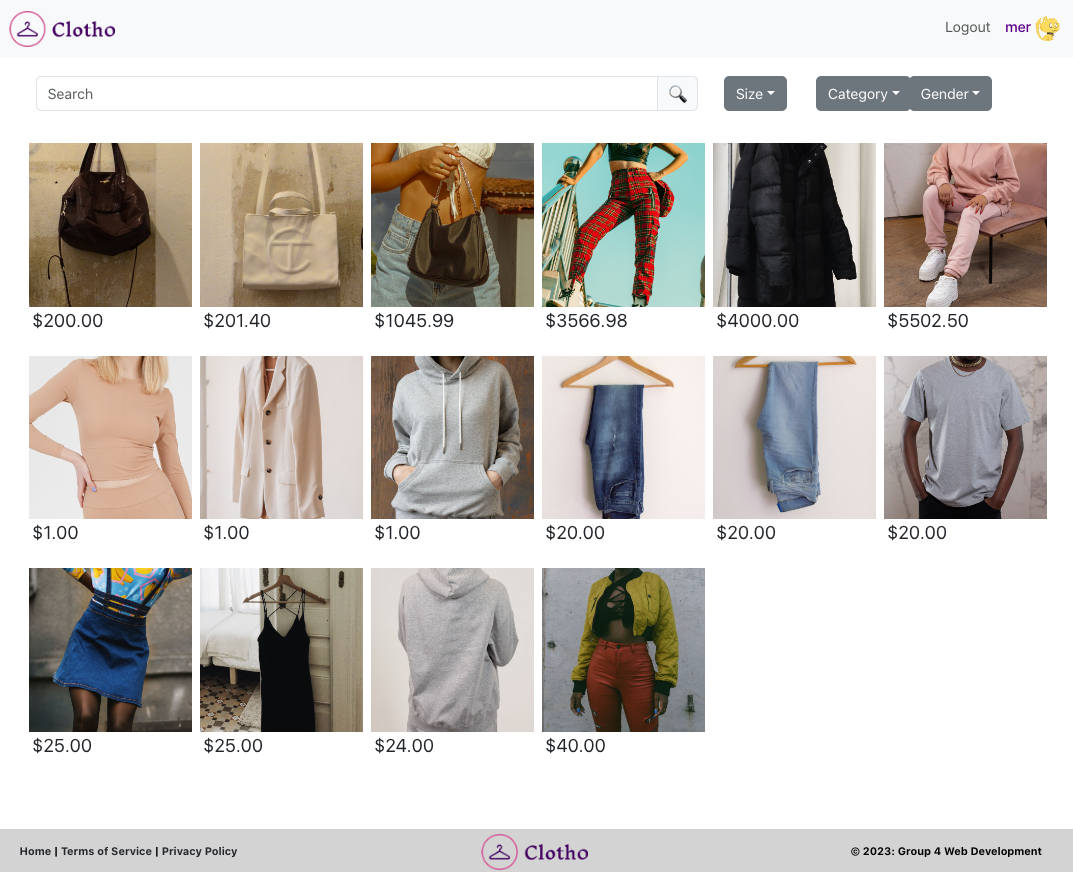 Clotho
Logout mer
Search
Size
Category
Gender
$200.00
$201.40
$1045.99
$3566.98
$4000.00
$5502.50
$1.00
$1.00
$1.00
$20.00
$20.00
$20.00
$25.00
$25.00
$24.00
$40.00
Home | Terms of Service | Privacy Policy
Clotho
© 2023: Group 4 Web Development